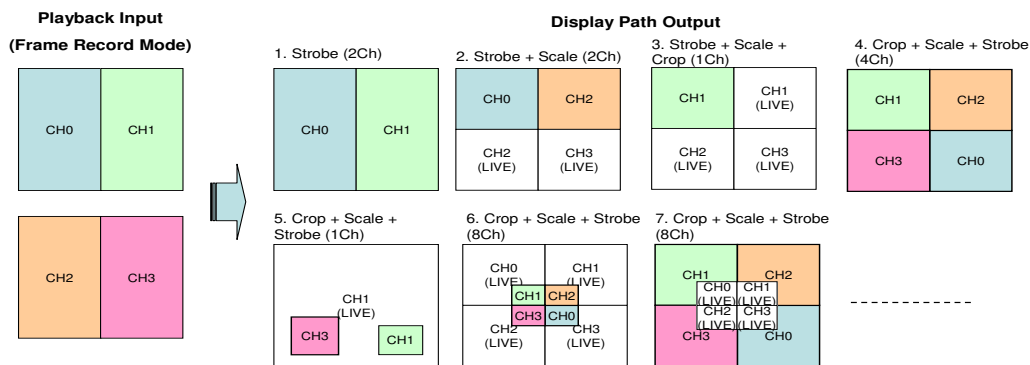 Playback Input
(Frame Record Mode)
CH0
CH1
CH2
CH3
Display Path Output
1. Strobe (2Ch)
CH0
CH1
2. Strobe + Scale (2Ch)
CH0
CH2
CH2
(LIVE)
CH3
(LIVE)
3. Strobe + Scale +
Crop (1Ch)
CH1
CH1
(LIVE)
CH2
(LIVE)
CH3
(LIVE)
4. Crop + Scale + Strobe
(4Ch)
CH1
CH2
CH3
CH0
5. Crop + Scale +
Strobe (1Ch)
CH1
(LIVE)
CH3
CH1
6. Crop + Scale + Strobe
(8Ch)
CH0
(LIVE)
CH1
(LIVE)
CH1
CH2
CH3
CH0
CH2
(LIVE)
CH3
(LIVE)
7. Crop + Scale + Strobe
(8Ch)
CH1
CH2
CH0
(LIVE)
CH1
(LIVE)
CH2
(LIVE)
CH3
(LIVE)
CH3
CH0